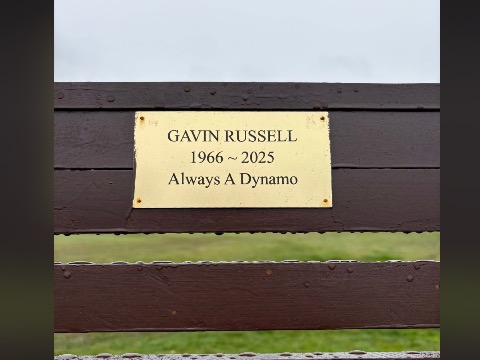 GAVIN RUSSELL
1966 ~ 2025
Always A Dynamo